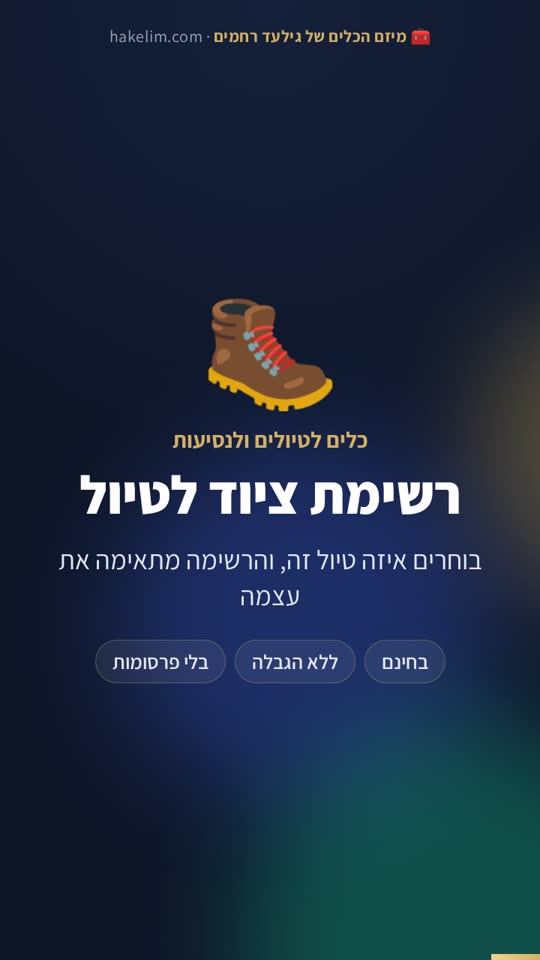 🧰 מיזם הכלים של גילעד רחמים · hakelim.com
כלים לטיולים ולנסיעות
רשימת ציוד לטיול
בוחרים איזה טיול זה, והרשימה מתאימה את
עצמה
בחינם
ללא הגבלה
בלי פרסומות